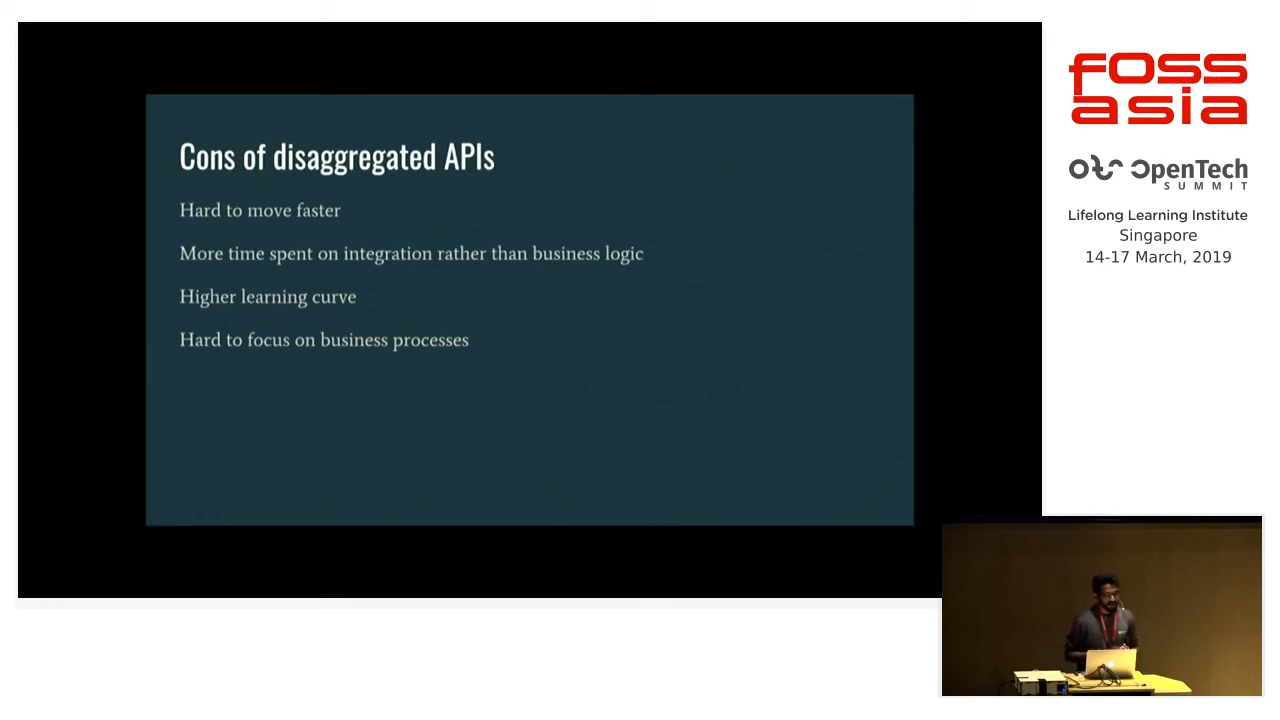 Cons of disaggregated APIs
Hard to move faster
More time spent on integration rather than business logic
Higher learning curve
Hard to focus on business processes
foss
asia
OpenTech
SUMMIT
Lifelong Learning Institute
Singapore
14-17 March, 2019